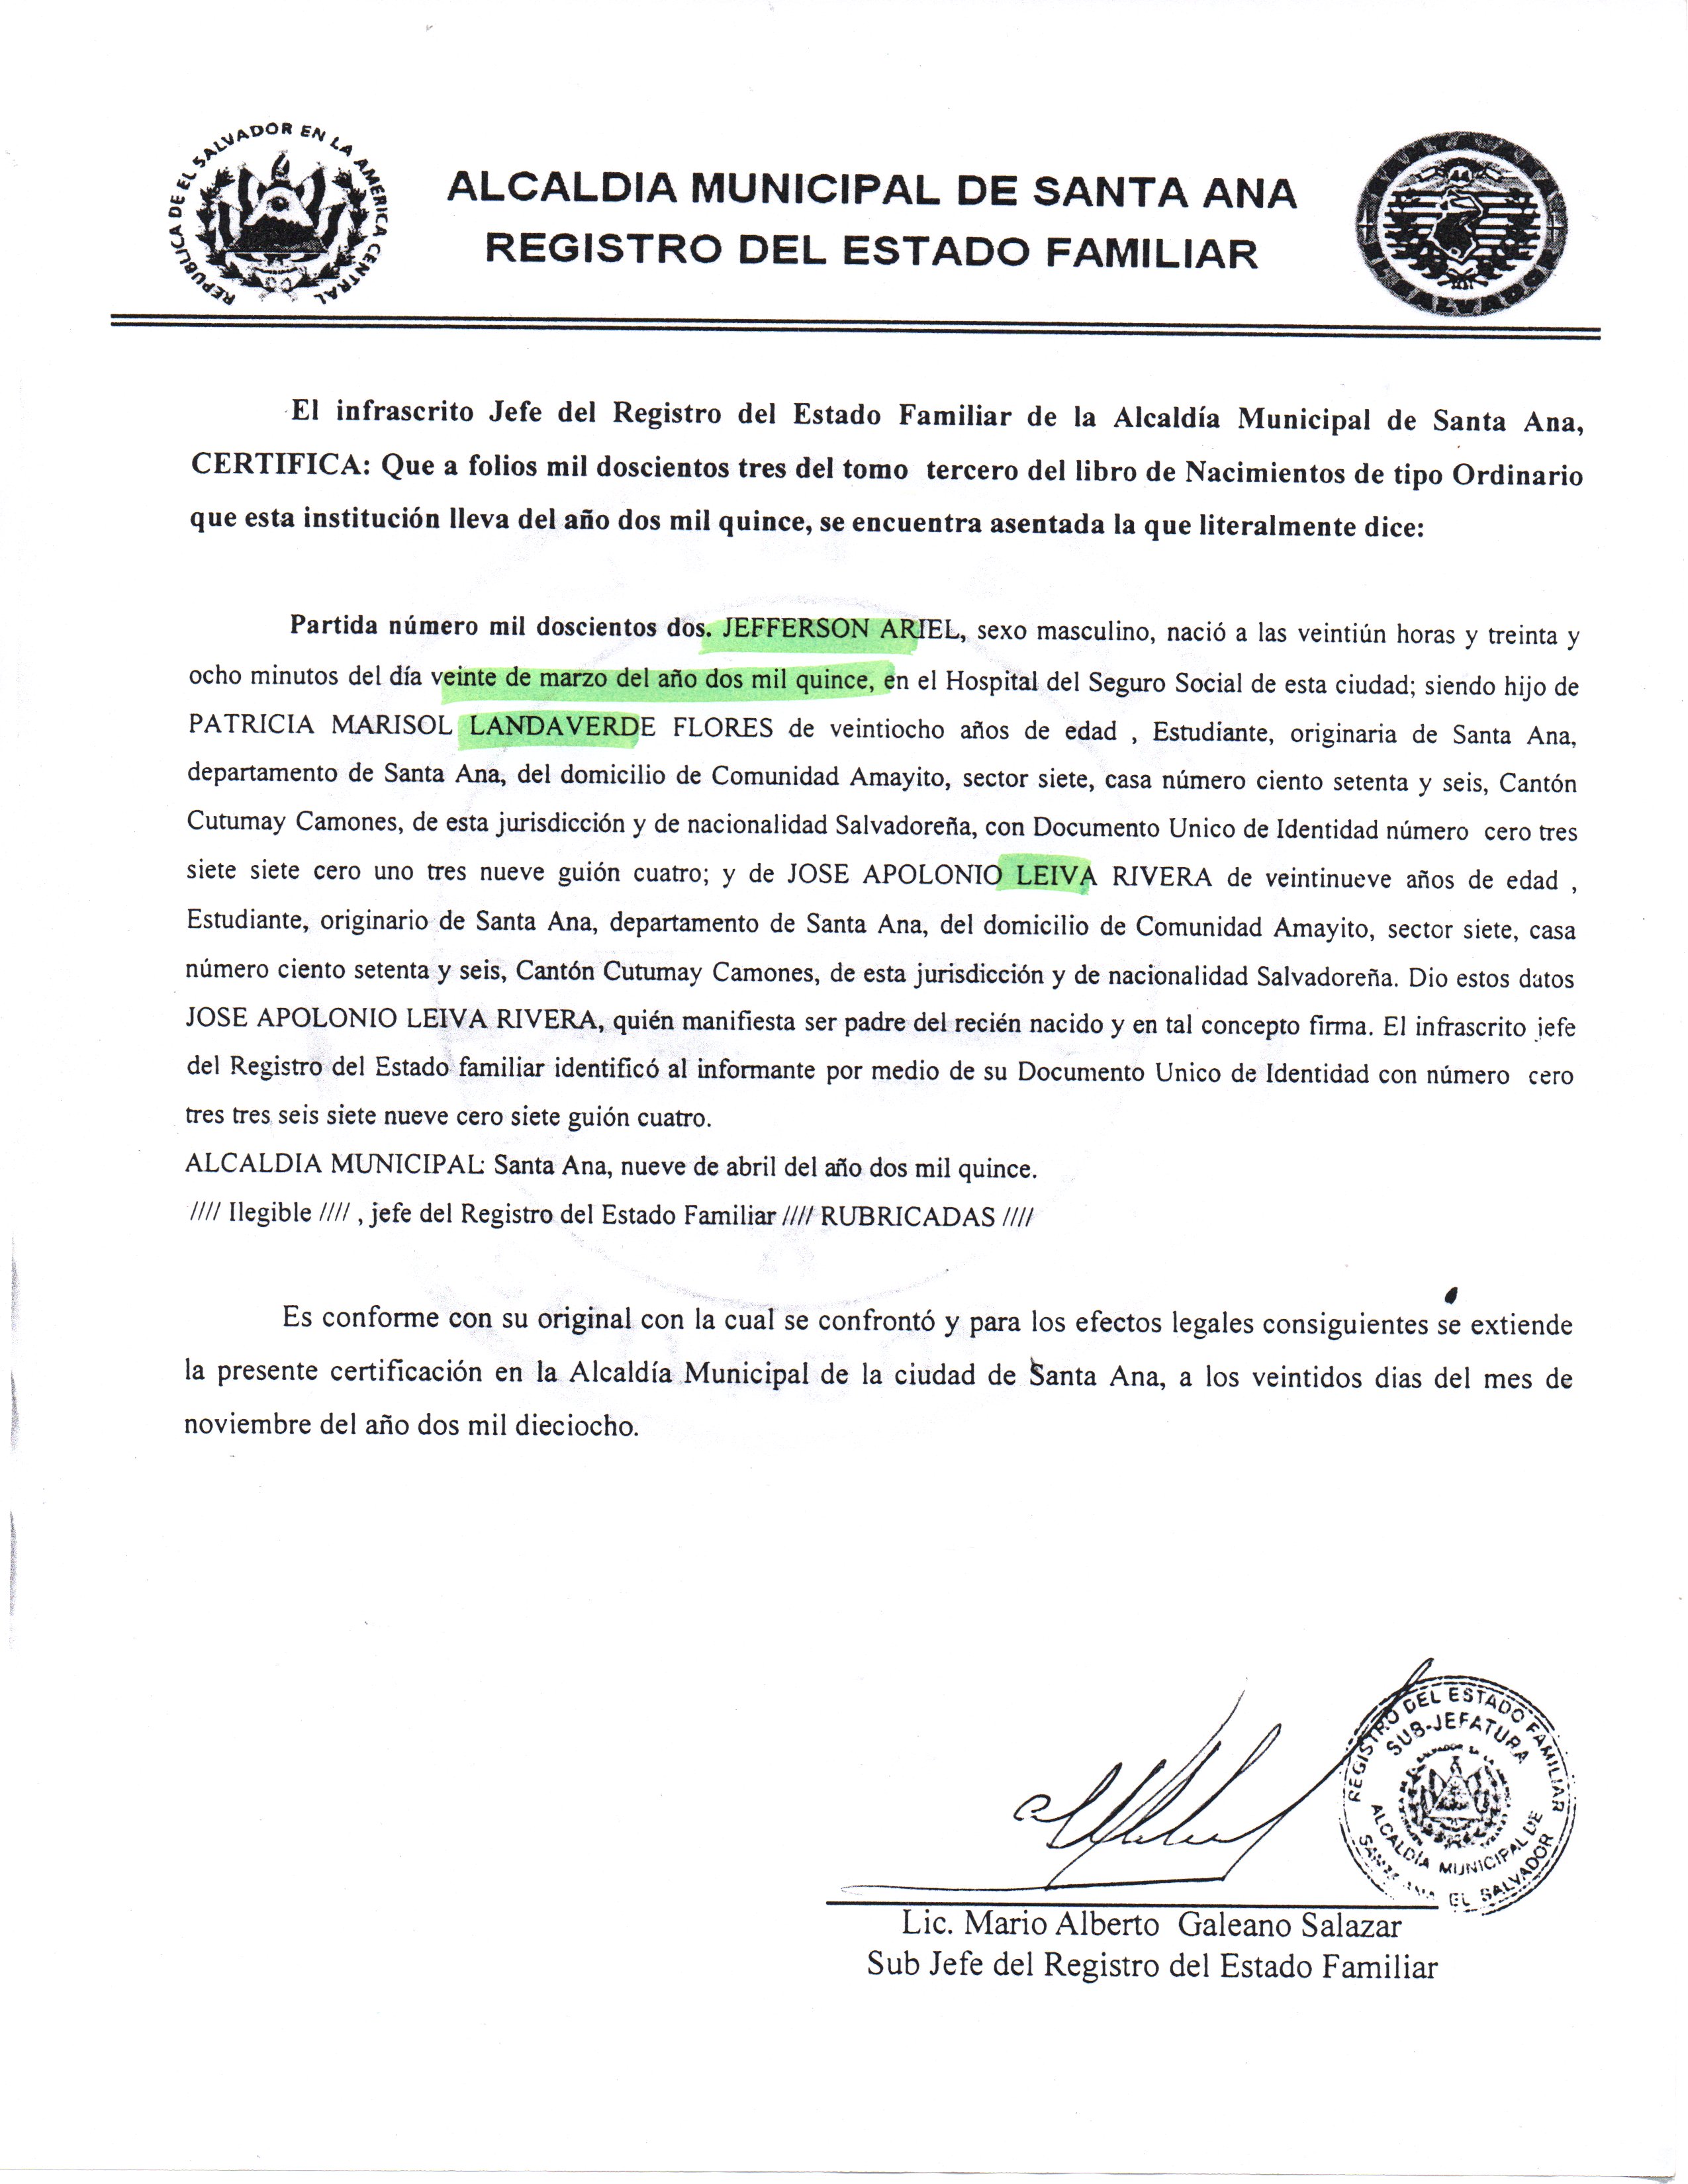 REPUBLICA DE EL SALVADOR EN LA AMERICA CENTRAL
ALCALDIA MUNICIPAL DE SANTA ANA
REGISTRO DEL ESTADO FAMILIAR
El infrascrito Jefe del Registro del Estado Familiar de la Alcaldía Municipal de Santa Ana,
CERTIFICA: Que a folios mil doscientos tres del tomo tercero del libro de Nacimientos de tipo Ordinario
que esta institución lleva del año dos mil quince, se encuentra asentada la que literalmente dice:
Partida número mil doscientos dos. JEFFERSON ARIEL, sexo masculino, nació a las veintiún horas y treinta y
ocho minutos del día veinte de marzo del año dos mil quince, en el Hospital del Seguro Social de esta ciudad; siendo hijo de
PATRICIA MARISOL LANDAVERDE FLORES de veintiocho años de edad , Estudiante, originaria de Santa Ana,
departamento de Santa Ana, del domicilio de Comunidad Amayito, sector siete, casa número ciento setenta y seis, Cantón
Cutumay Camones, de esta jurisdicción y de nacionalidad Salvadoreña, con Documento Unico de Identidad número cero tres
siete siete cero uno tres nueve guión cuatro; y de JOSE APOLONIO LEIVA RIVERA de veintinueve años de edad ,
Estudiante, originario de Santa Ana, departamento de Santa Ana, del domicilio de Comunidad Amayito, sector siete, casa
número ciento setenta y seis, Cantón Cutumay Camones, de esta jurisdicción y de nacionalidad Salvadoreña. Dio estos datos
JOSE APOLONIO LEIVA RIVERA, quién manifiesta ser padre del recién nacido y en tal concepto firma. El infrascrito jefe
del Registro del Estado familiar identificó al informante por medio de su Documento Unico de Identidad con número cero
tres tres seis siete nueve cero siete guión cuatro.
ALCALDIA MUNICIPAL: Santa Ana, nueve de abril del año dos mil quince.
//// Ilegible //// , jefe del Registro del Estado Familiar //// RUBRICADAS ////
Es conforme con su original con la cual se confrontó y para los efectos legales consiguientes se extiende
la presente certificación en la Alcaldía Municipal de la ciudad de Santa Ana, a los veintidos dias del mes de
noviembre del año dos mil dieciocho.
REGISTRO DEL ESTADO FAMILIAR
SUB-JEFATURA
ALCALDÍA MUNICIPAL DE
SANTA ANA EL SALVADOR
Lic. Mario Alberto Galeano Salazar
Sub Jefe del Registro del Estado Familiar